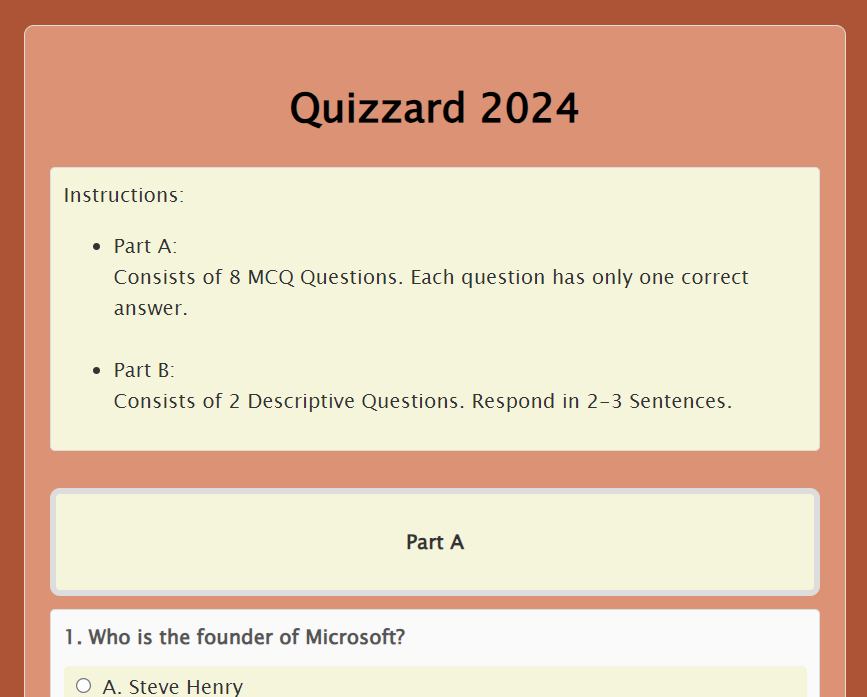 Quizzard 2024
Instructions:
Part A:
Consists of 8 MCQ Questions. Each question has only one correct
answer.
Part B:
Consists of 2 Descriptive Questions. Respond in 2-3 Sentences.
Part A
1. Who is the founder of Microsoft?
A. Steve Henry